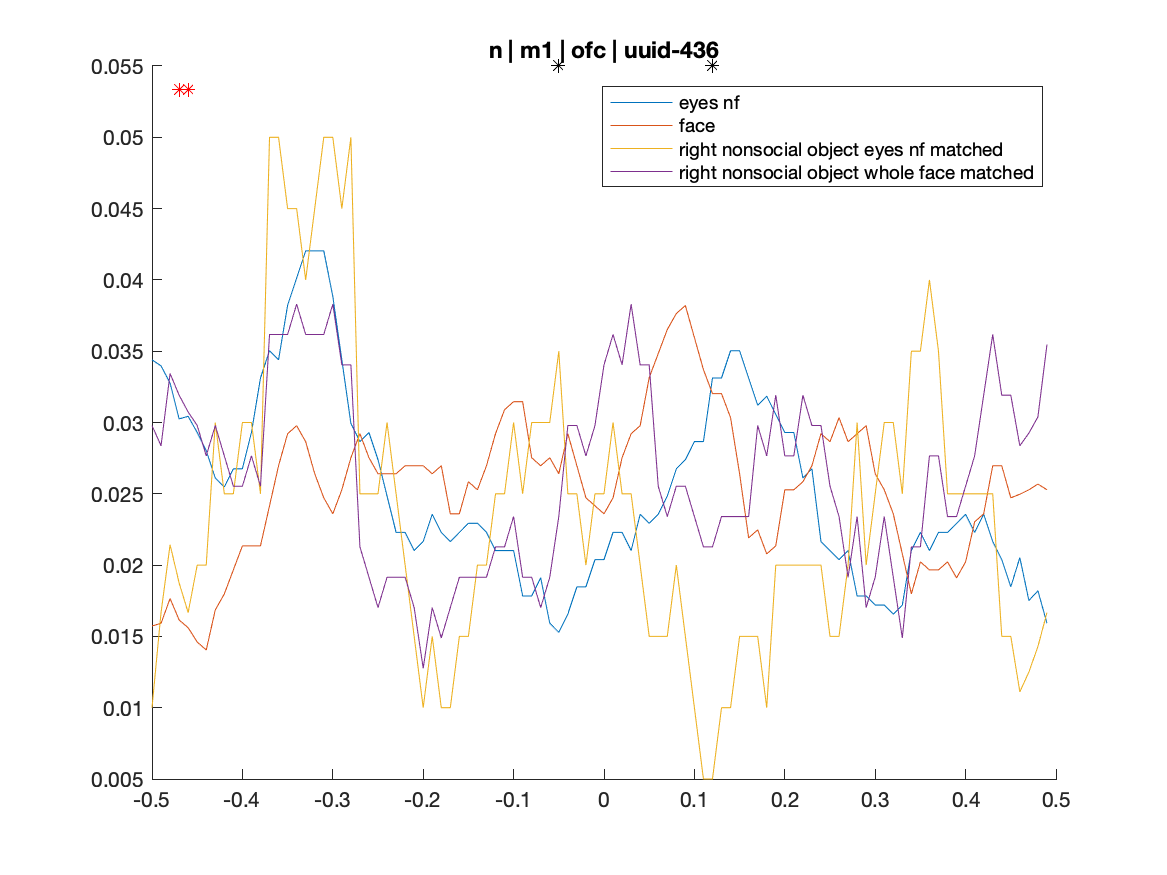 n | m1 | ofc | uuid-436
0.055
0.05
0.045
0.04
0.035
0.03
0.025
0.02
0.015
0.01
0.005
eyes nf
face
right nonsocial object eyes nf matched
right nonsocial object whole face matched
-0.5 -0.4 -0.3 -0.2 -0.1 0 0.1 0.2 0.3 0.4 0.5